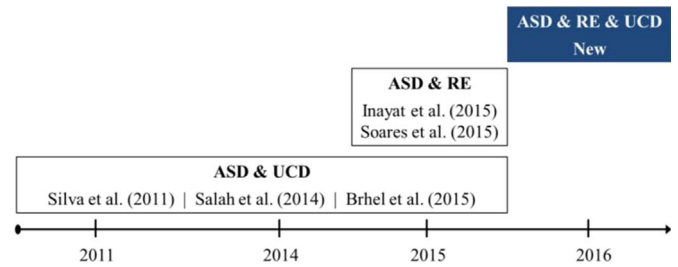 ASD & RE & UCD
New
ASD & RE
Inayat et al. (2015)
Soares et al. (2015)
ASD & UCD
Silva et al. (2011) | Salah et al. (2014) | Brhel et al. (2015)
2011 2014 2015 2016